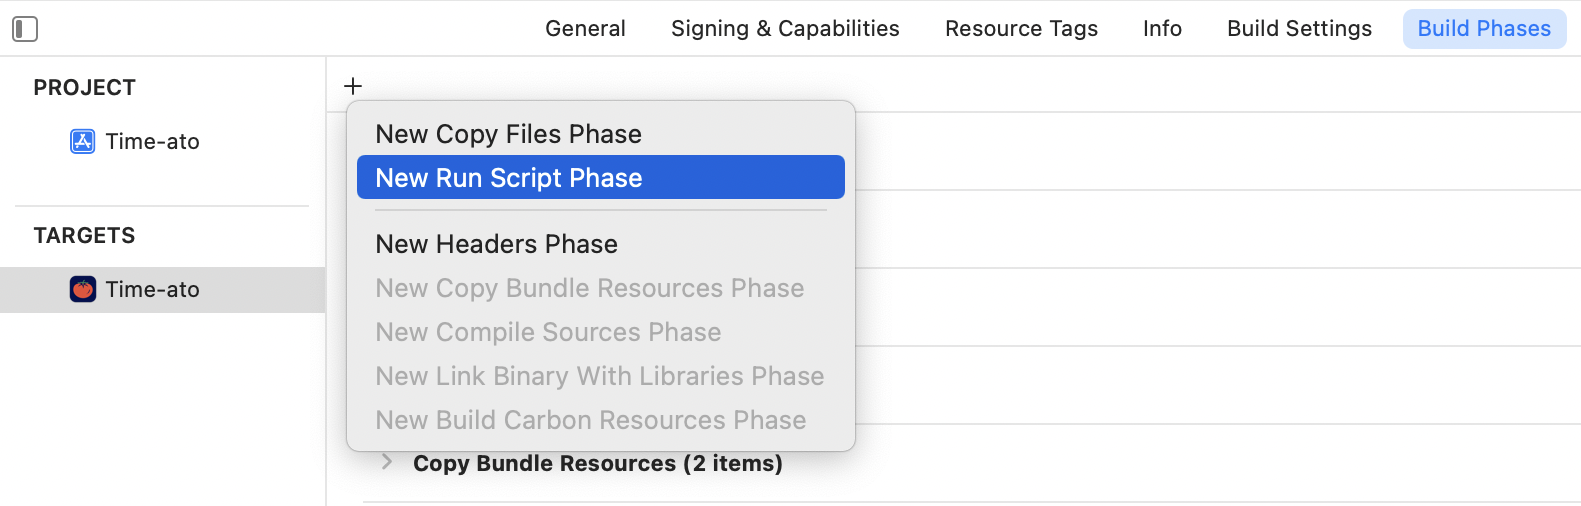 General Signing & Capabilities Resource Tags Info Build Settings Build Phases
PROJECT
Time-ato
TARGETS
Time-ato
+
New Copy Files Phase
New Run Script Phase
New Headers Phase
New Copy Bundle Resources Phase
New Compile Sources Phase
New Link Binary With Libraries Phase
New Build Carbon Resources Phase
Copy Bundle Resources (2 items)